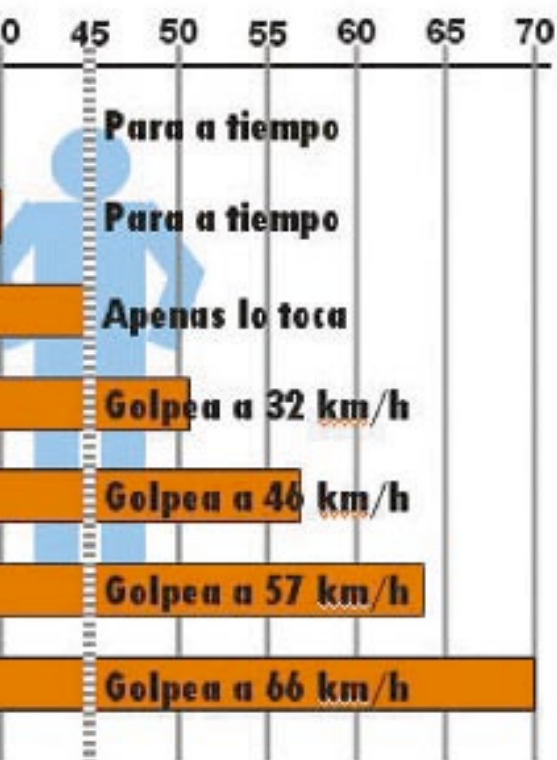 0 45 50 55 60 65 70
Para a tiempo
Para a tiempo
Apenas lo toca
Golpea a 32 km/h
Golpea a 46 km/h
Golpea a 57 km/h
Golpea a 66 km/h